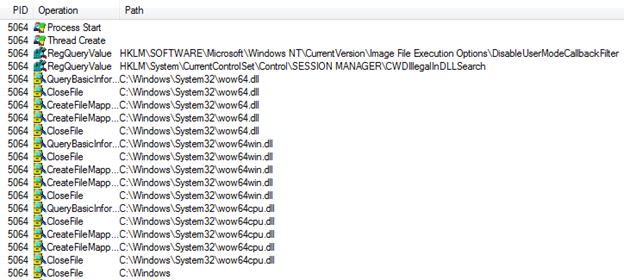 PID Operation Path
5064 Process Start
5064 Thread Create
5064 RegQueryValue HKLM\SOFTWARE\Microsoft\Windows NT\CurrentVersion\Image File Execution Options\DisableUserModeCallbackFilter
5064 RegQueryValue HKLM\System\CurrentControlSet\Control\SESSION MANAGER\CWDIllegalInDLLSearch
5064 QueryBasicInfor... C:\Windows\System32\wow64.dll
5064 CloseFile C:\Windows\System32\wow64.dll
5064 CreateFileMapp... C:\Windows\System32\wow64.dll
5064 CreateFileMapp... C:\Windows\System32\wow64.dll
5064 CloseFile C:\Windows\System32\wow64.dll
5064 QueryBasicInfor... C:\Windows\System32\wow64win.dll
5064 CloseFile C:\Windows\System32\wow64win.dll
5064 CreateFileMapp... C:\Windows\System32\wow64win.dll
5064 CreateFileMapp... C:\Windows\System32\wow64win.dll
5064 CloseFile C:\Windows\System32\wow64win.dll
5064 QueryBasicInfor... C:\Windows\System32\wow64cpu.dll
5064 CloseFile C:\Windows\System32\wow64cpu.dll
5064 CreateFileMapp... C:\Windows\System32\wow64cpu.dll
5064 CreateFileMapp... C:\Windows\System32\wow64cpu.dll
5064 CloseFile C:\Windows\System32\wow64cpu.dll
5064 CloseFile C:\Windows